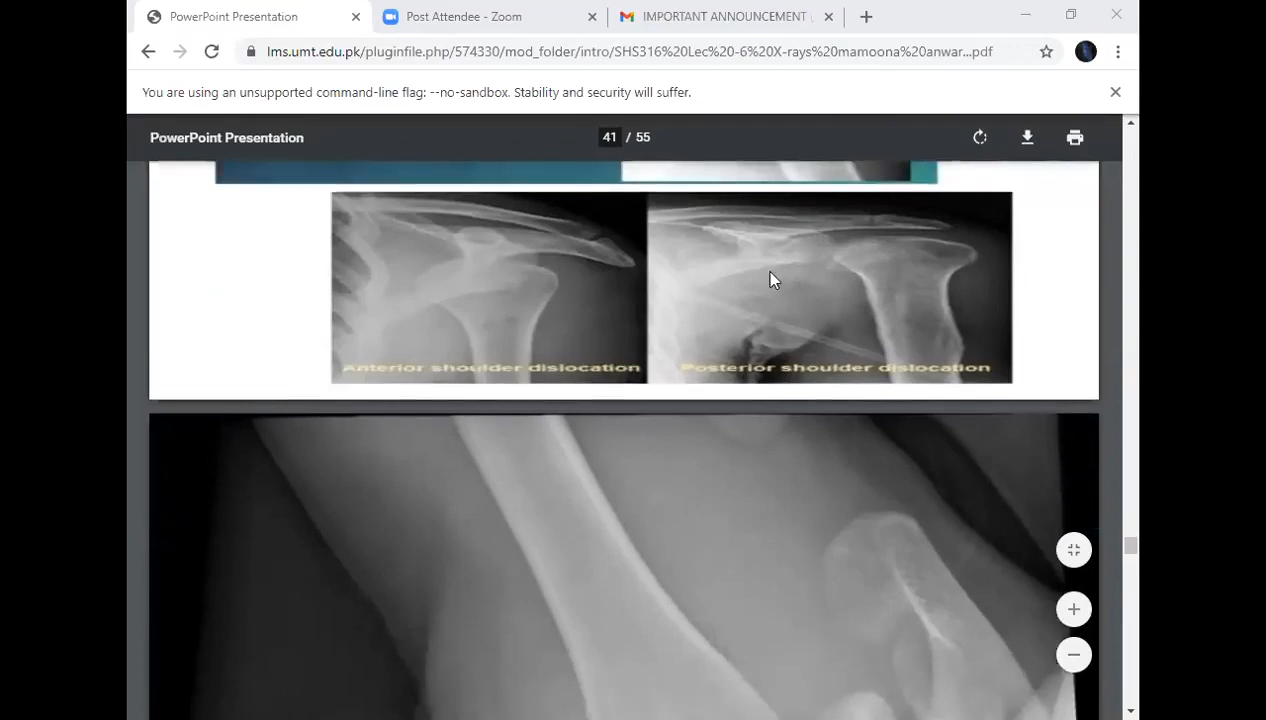 PowerPoint Presentation
Post Attendee - Zoom
IMPORTANT ANNOUNCEMENT
lms.umt.edu.pk/pluginfile.php/574330/mod_folder/intro/SHS316%20Lec%20-6%20X-rays%20mamoona%20anwar...pdf
You are using an unsupported command-line flag: --no-sandbox. Stability and security will suffer.
PowerPoint Presentation
41 / 55
Anterior shoulder dislocation
Posterior shoulder dislocation